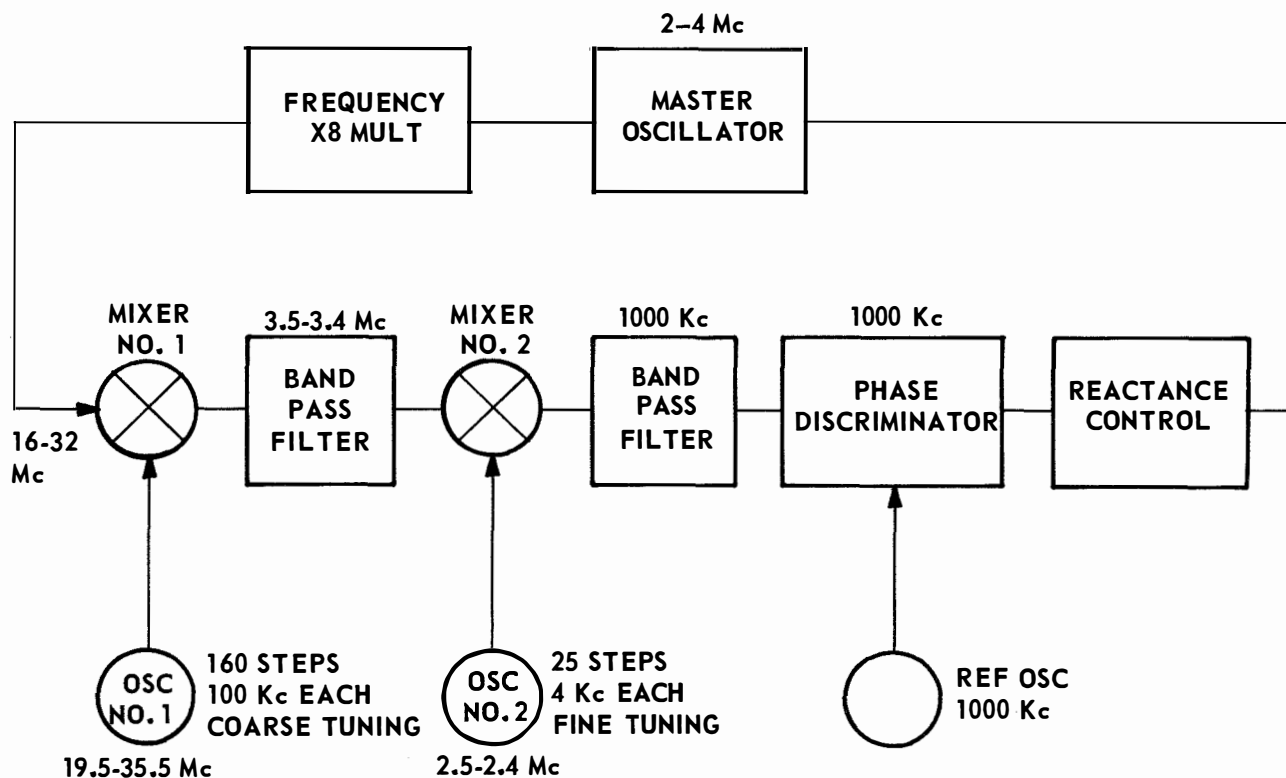 2-4 Mc
FREQUENCY
X8 MULT
MASTER
OSCILLATOR
MIXER
NO. 1
3.5-3.4 Mc
MIXER
NO. 2
1000 Kc
1000 Kc
BAND
PASS
FILTER
BAND
PASS
FILTER
PHASE
DISCRIMINATOR
REACTANCE
CONTROL
16-32
Mc
OSC
NO. 1
160 STEPS
100 Kc EACH
COARSE TUNING
19.5-35.5 Mc
OSC
NO. 2
25 STEPS
4 Kc EACH
FINE TUNING
2.5-2.4 Mc
REF OSC
1000 Kc